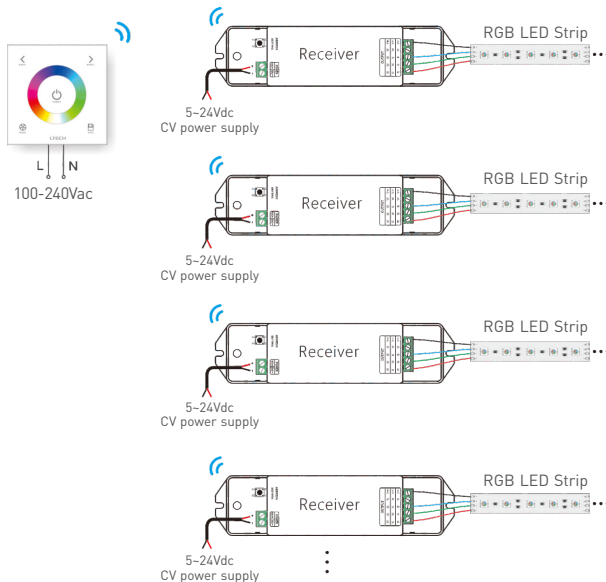 RGB LED Strip
Receiver
5~24Vdc
CV power supply
LTECH
L N
100-240Vac
RGB LED Strip
Receiver
5~24Vdc
CV power supply
RGB LED Strip
Receiver
5~24Vdc
CV power supply
RGB LED Strip
Receiver
5~24Vdc
CV power supply